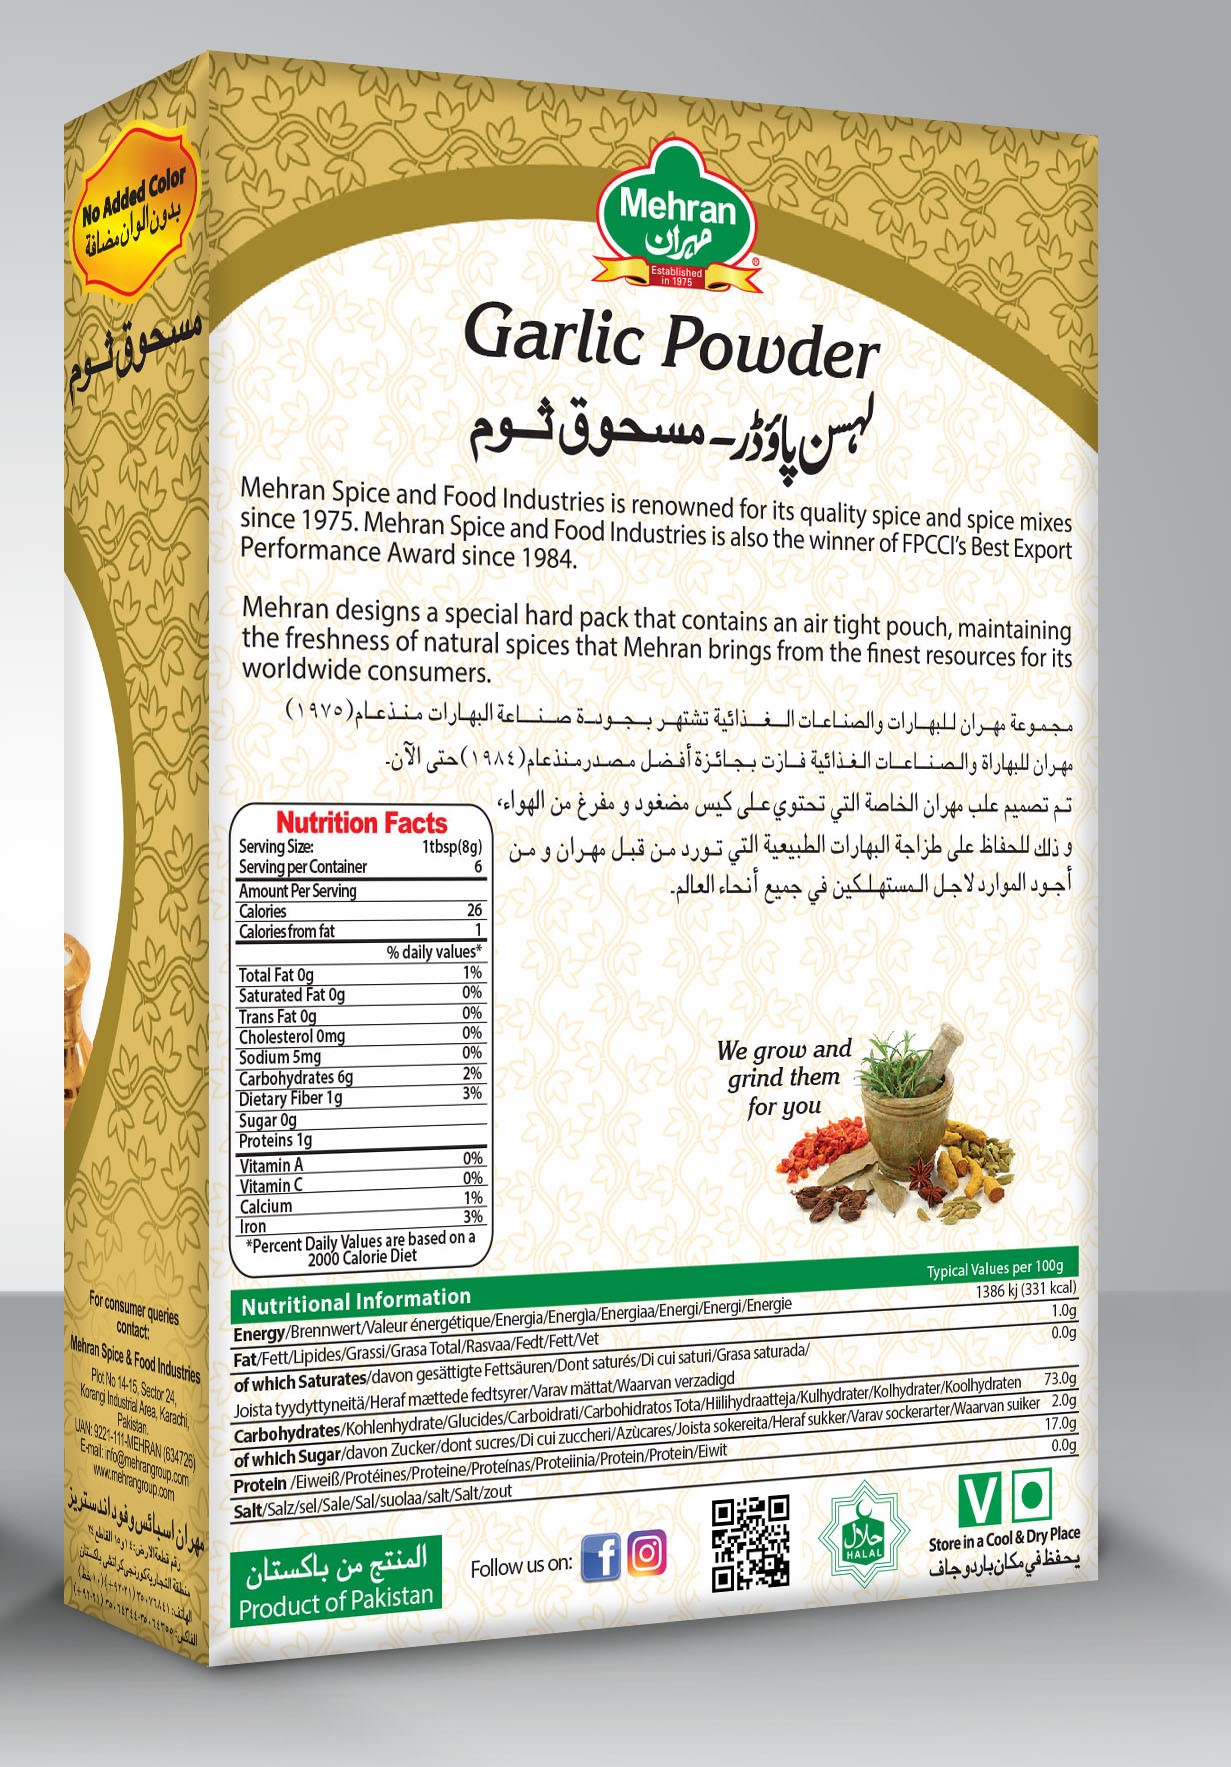 No Added Color
بدون ألوان مضافة
مسحوق ثوم
For consumer queries
contact:
Mehran Spice & Food Industries
Plot No 14-15, Sector 24,
Korangi Industrial Area, Karachi,
Pakistan.
UAN: 9221-111-MEHRAN (634726)
E-mail: info@mehrangroup.com
www.mehrangroup.com
مهران اسبائس و فود اندستريز
Mehran
مہران
Established
in 1975
®
Garlic Powder
لہسن پاؤڈر - مسحوق ثوم
Mehran Spice and Food Industries is renowned for its quality spice and spice mixes
since 1975. Mehran Spice and Food Industries is also the winner of FPCCI's Best Export
Performance Award since 1984.
Mehran designs a special hard pack that contains an air tight pouch, maintaining
the freshness of natural spices that Mehran brings from the finest resources for its
worldwide consumers.
مجموعة مهران للبهارات والصناعات الغذائية تشتهر بجودة صناعة البهارات منذعام (١٩٧٥)
مهران للبهاراة والصناعات الغذائية فازت بجائزة أفضل مصدرمنذعام (١٩٨٤) حتى الآن۔
تم تصميم علب مهران الخاصة التي تحتوي على كيس مضغود و مفرغ من الهواء،
و ذلك للحفاظ على طزاجة البهارات الطبيعية التي تورد من قبل مهران و من
أجود الموارد لاجل المستهلكين في جميع أنحاء العالم۔
Nutrition Facts
Serving Size: 1tbsp(8g)
Serving per Container 6
Amount Per Serving
Calories 26
Calories from fat 1
% daily values*
Total Fat 0g 1%
Saturated Fat 0g 0%
Trans Fat 0g 0%
Cholesterol 0mg 0%
Sodium 5mg 0%
Carbohydrates 6g 2%
Dietary Fiber 1g 3%
Sugar 0g
Proteins 1g
Vitamin A 0%
Vitamin C 0%
Calcium 1%
Iron 3%
*Percent Daily Values are based on a
2000 Calorie Diet
We grow and
grind them
for you
Nutritional Information Typical Values per 100g
Energy/Brennwert/Valeur énergétique/Energia/Energìa/Energiaa/Energi/Energi/Energie 1386 kj (331 kcal)
Fat/Fett/Lipides/Grassi/Grasa Total/Rasvaa/Fedt/Fett/Vet 1.0g
of which Saturates/davon gesättigte Fettsäuren/Dont saturés/Di cui saturi/Grasa saturada/ 0.0g
Joista tyydyttyneitä/Heraf mættede fedtsyrer/Varav mättat/Waarvan verzadigd
Carbohydrates/Kohlenhydrate/Glucides/Carboidrati/Carbohidratos Tota/Hiilihydraatteja/Kulhydrater/Kolhydrater/Koolhydraten 73.0g
of which Sugar/davon Zucker/dont sucres/Di cui zuccheri/Azùcares/Joista sokereita/Heraf sukker/Varav sockerarter/Waarvan suiker 2.0g
Protein /Eiweiß/Protéines/Proteine/Proteínas/Proteiinia/Protein/Protein/Eiwit 17.0g
Salt/Salz/sel/Sale/Sal/suolaa/salt/Salt/zout 0.0g
المنتج من باكستان
Product of Pakistan
Follow us on:
f
حلال
HALAL
V
Store in a Cool & Dry Place
يحفظ في مكان بارد و جاف